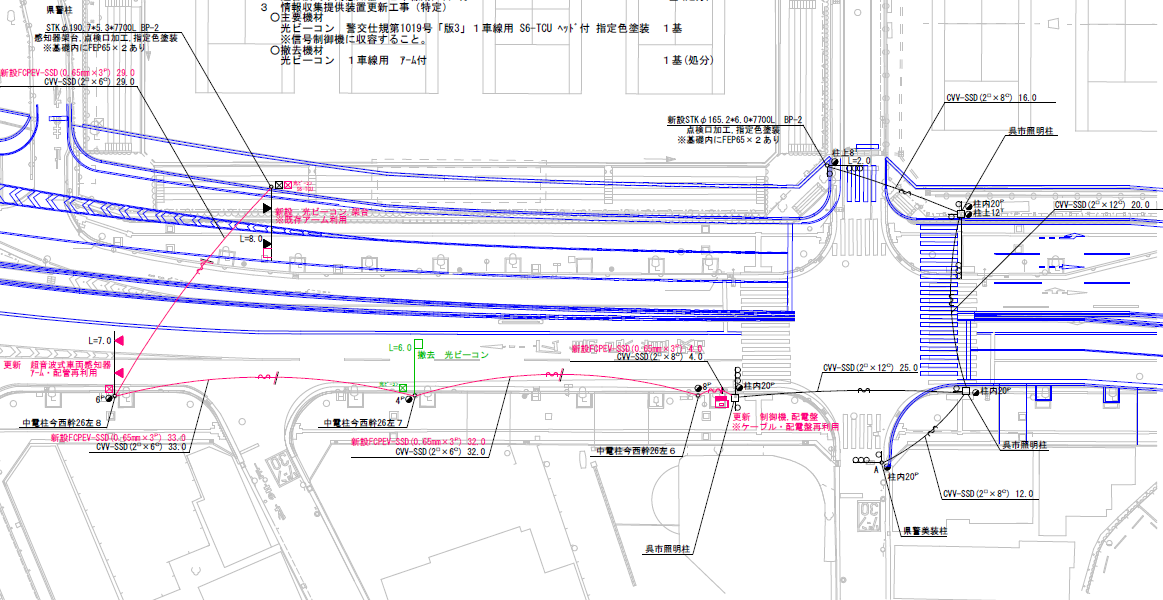 県警柱
3 情報収集提供装置更新工事（特定）
○主要機材
光ビーコン 警交仕規第1019号「版3」1車線用 S6-TCU ﾍｯﾄﾞ付 指定色塗装 1基
※信号制御機に収容すること。
○撤去機材
光ビーコン 1車線用 ｱｰﾑ付 1基(処分)
STKφ190.7*5.3*7700L BP-2
感知器架台,点検口加工,指定色塗装
※基礎内にFEP65×2あり
新設FCPEV-SSD(0.65mm×3P) 29.0
CVV-SSD(2□×6C) 29.0
CVV-SSD(2□×8C) 16.0
新設STKφ165.2*6.0*7700L BP-2
点検口加工,指定色塗装
※基礎内にFEP65×2あり
呉市照明柱
柱上8P
L=2.0
新設 光ビーコン 架台
※既存アーム利用
柱内20P
柱上12T
CVV-SSD(2□×12C) 20.0
L=8.0
L=7.0
L=6.0
撤去 光ビーコン
新設FCPEV-SSD(0.65mm×3P) 4.0
CVV-SSD(2□×8C) 4.0
更新 超音波式車両感知器
ｱｰﾑ・配管再利用
CVV-SSD(2□×12C) 25.0
6P
4P
8P
柱内20P
柱内20P
中電柱今西幹26左8
中電柱今西幹26左7
更新 制御機,配電盤
※ケーブル・配電盤再利用
新設FCPEV-SSD(0.65mm×3P) 33.0
CVV-SSD(2□×6C) 33.0
新設FCPEV-SSD(0.65mm×3P) 32.0
CVV-SSD(2□×6C) 32.0
中電柱今西幹26左6
呉市照明柱
A
柱内20P
CVV-SSD(2□×8C) 12.0
県警美装柱
呉市照明柱